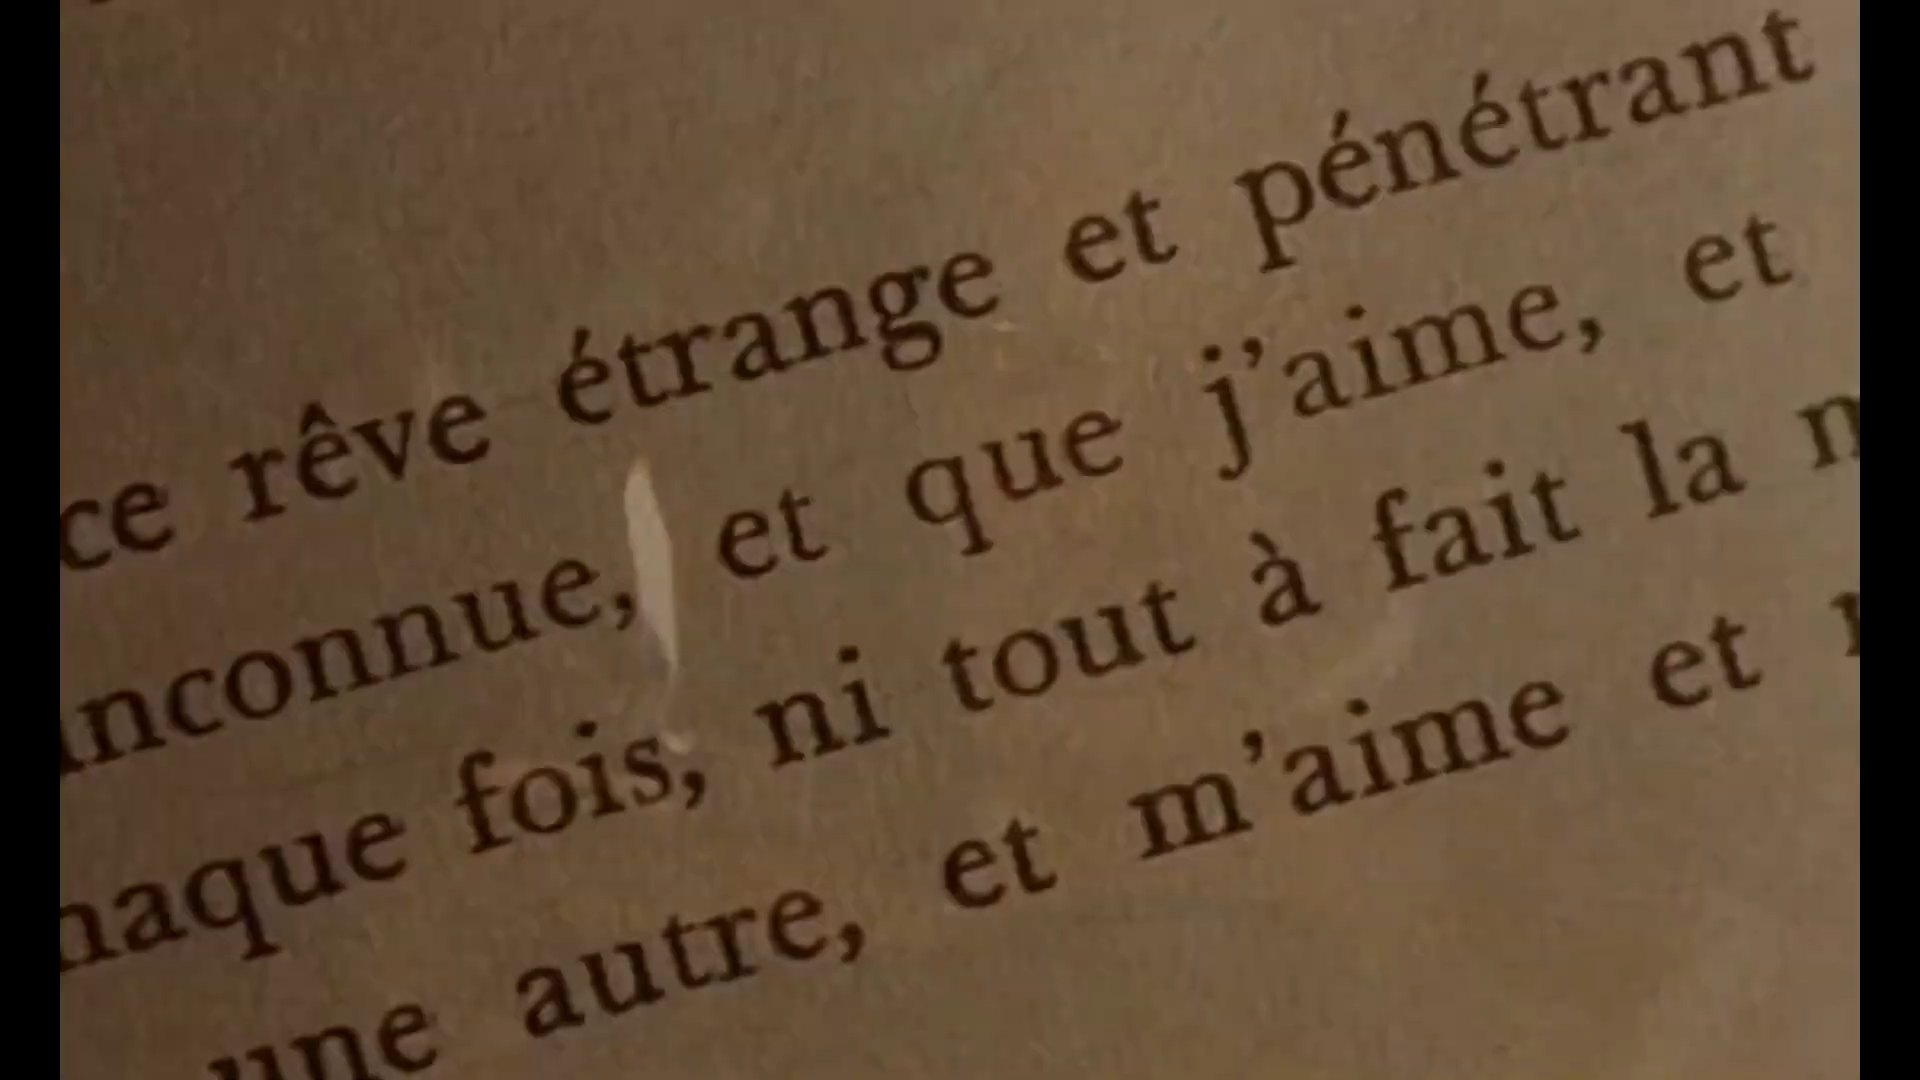 ce rêve étrange et pénétrant
inconnue, et que j'aime, et
haque fois, ni tout à fait la
une autre, et m'aime et